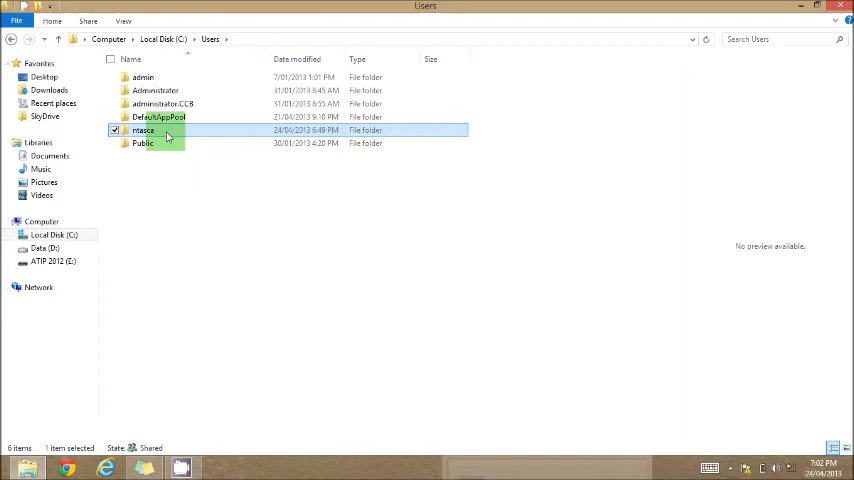 Users
File Home Share View
Computer Local Disk (C:) Users Search Users
Name Date modified Type Size
admin 7/01/2013 1:01 PM File folder
Administrator 31/01/2013 8:45 AM File folder
administrator.CCB 31/01/2013 8:55 AM File folder
DefaultAppPool 21/04/2013 9:10 PM File folder
ntasca 24/04/2013 6:49 PM File folder
Public 30/01/2013 4:20 PM File folder
Favorites
Desktop
Downloads
Recent places
SkyDrive
Libraries
Documents
Music
Pictures
Videos
Computer
Local Disk (C:)
Data (D:)
ATIP 2012 (E:)
Network
No preview available.
6 items 1 item selected State: Shared
7:02 PM
24/04/2013